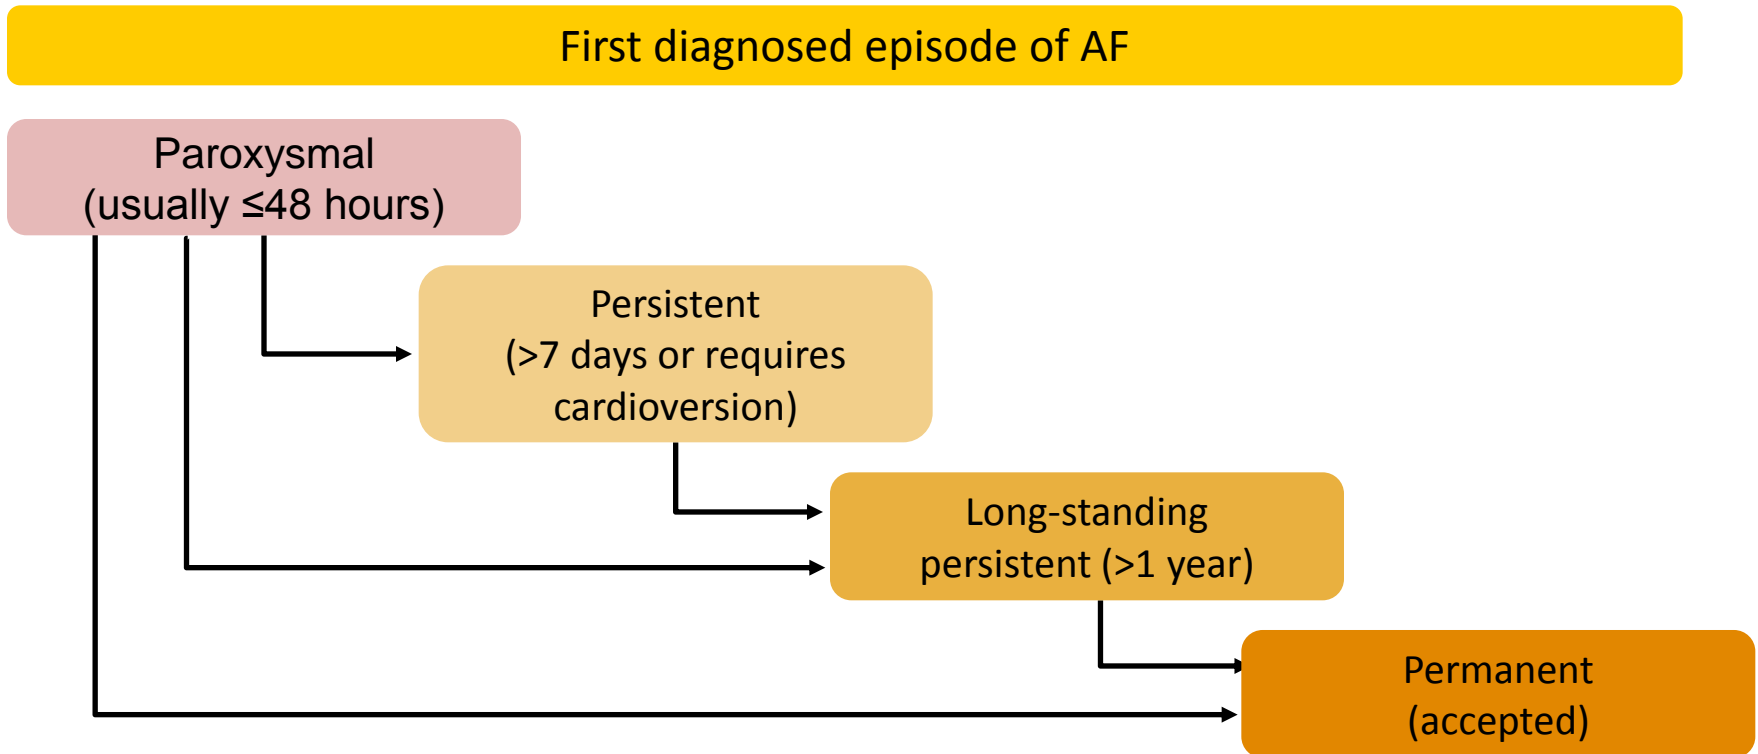 First diagnosed episode of AF
Paroxysmal
(usually ≤48 hours)
Persistent
(>7 days or requires
cardioversion)
Long-standing
persistent (>1 year)
Permanent
(accepted)